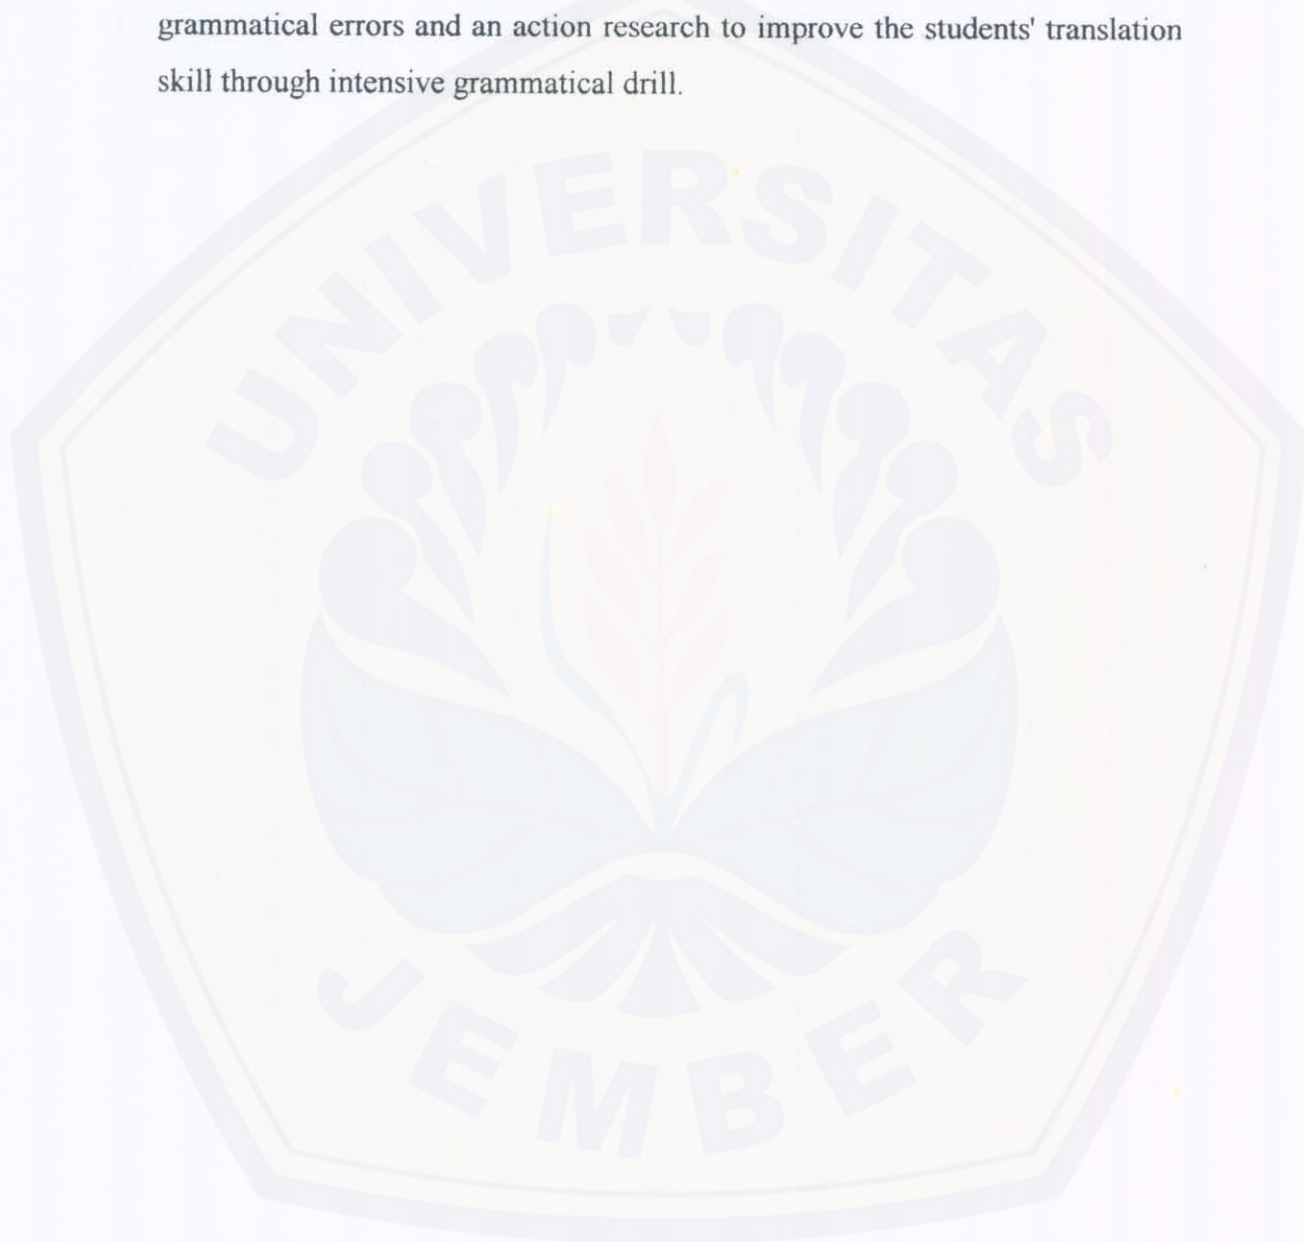 grammatical errors and an action research to improve the students' translation
skill through intensive grammatical drill.
UNIVERSITAS
JEMBER